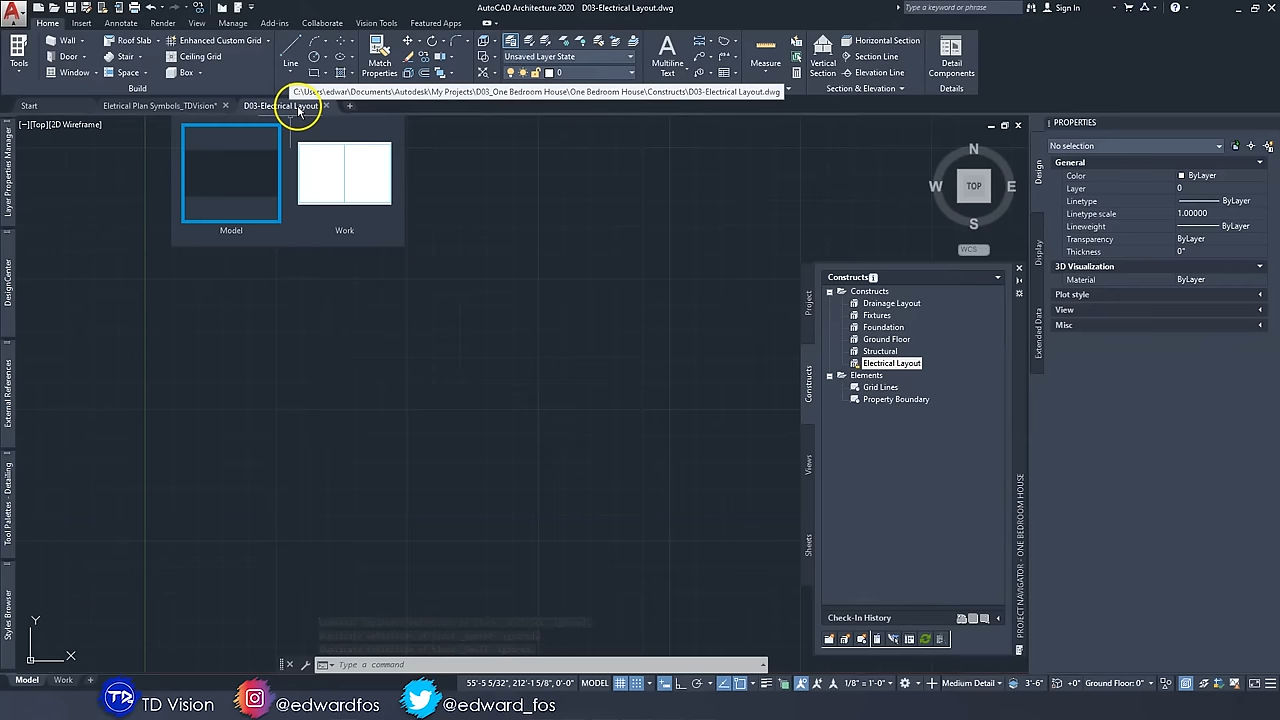 AutoCAD Architecture 2020 D03-Electrical Layout.dwg
Type a keyword or phrase
Sign In
Home Insert Annotate Render View Manage Add-ins Collaborate Vision Tools Featured Apps
Tools
Wall
Door
Window
Roof Slab
Stair
Space
Enhanced Custom Grid
Ceiling Grid
Box
Build
Line
Match
Properties
Unsaved Layer State
0
Multiline
Text
Measure
Vertical
Section
Horizontal Section
Section Line
Elevation Line
Section & Elevation
Detail
Components
Details
C:\Users\edwar\Documents\Autodesk\My Projects\D03_One Bedroom House\One Bedroom House\Constructs\D03-Electrical Layout.dwg
Start
Eletrical Plan Symbols_TDVision*
D03-Electrical Layout
[−][Top][2D Wireframe]
Model
Work
Layer Properties Manager
DesignCenter
External References
Tool Palettes - Detailing
Styles Browser
N
W
TOP
E
S
WCS
Constructs
Constructs
Drainage Layout
Fixtures
Foundation
Ground Floor
Structural
Electrical Layout
Elements
Grid Lines
Property Boundary
Project
Constructs
Views
Sheets
Check-In History
PROJECT NAVIGATOR - ONE BEDROOM HOUSE
PROPERTIES
No selection
General
Color ByLayer
Layer 0
Linetype ByLayer
Linetype scale 1.00000
Lineweight ByLayer
Transparency ByLayer
Thickness 0"
3D Visualization
Material ByLayer
Plot style
View
Misc
Design
Display
Extended Data
Y
X
Type a command
Model Work
55'-5 5/32", 212'-1 5/8", 0'-0" MODEL
1/8" = 1'-0"
Medium Detail
3'-6"
+0" Ground Floor:0"
TD Vision
@edwardfos
@edward_fos